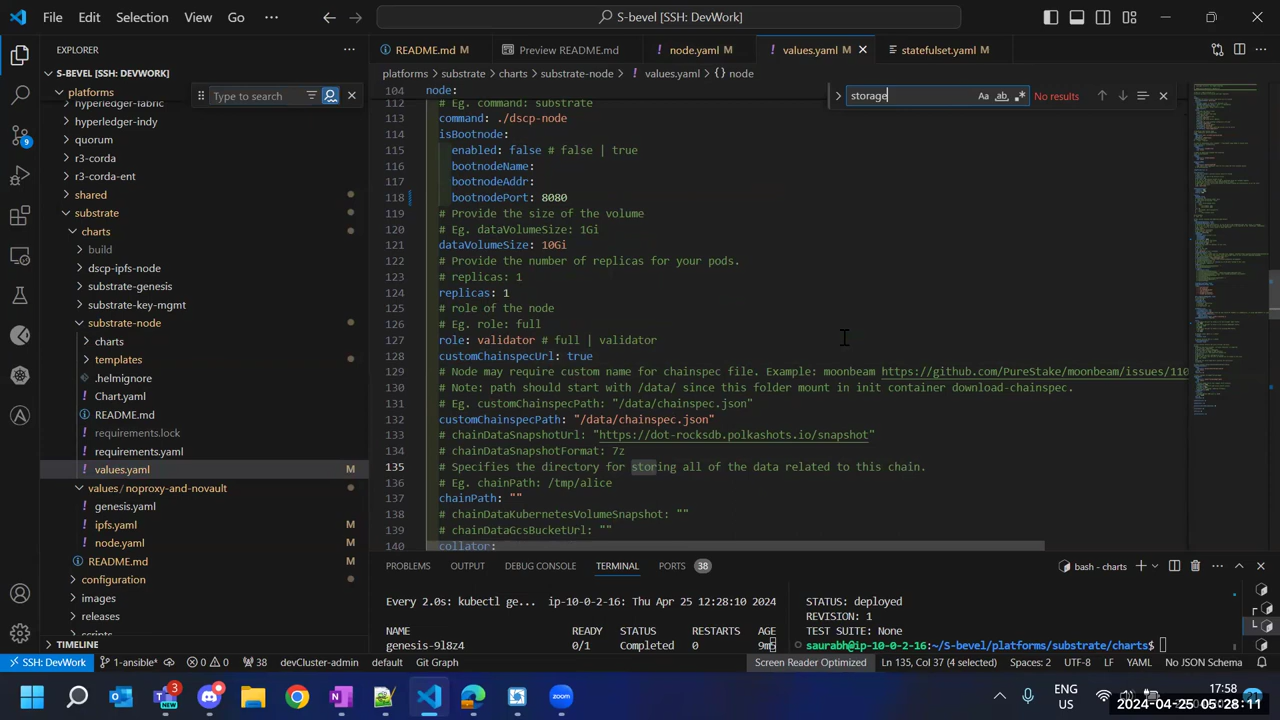 File Edit Selection View Go ··· S-bevel [SSH: DevWork]
EXPLORER ···
README.md M Preview README.md node.yaml M values.yaml M statefulset.yaml M
S-BEVEL [SSH: DEVWORK]
platforms
hyperledger-fabric
hyperledger-indy
quorum
r3-corda
r3-corda-ent
shared
substrate
charts
build
dscp-ipfs-node
substrate-genesis
substrate-key-mgmt
substrate-node
charts
templates
.helmignore
Chart.yaml
README.md
requirements.lock
requirements.yaml
values.yaml M
values / noproxy-and-novault
genesis.yaml
ipfs.yaml M
node.yaml M
README.md M
configuration
images
releases
scripts
TIMELINE
Type to search
platforms > substrate > charts > substrate-node > values.yaml > {} node
storage Aa ab No results
104 node:
112 # Eg. command: substrate
113 command: ./dscp-node
114 isBootnode:
115 enabled: false # false | true
116 bootnodeName:
117 bootnodeAddr:
118 bootnodePort: 8080
119 # Provide the size of the volume
120 # Eg. dataVolumeSize: 1Gi
121 dataVolumeSize: 10Gi
122 # Provide the number of replicas for your pods.
123 # replicas: 1
124 replicas: 1
125 # role of the node
126 # Eg. role: full
127 role: validator # full | validator
128 customChainspecUrl: true
129 # Node may require custom name for chainspec file. Example: moonbeam https://github.com/PureStake/moonbeam/issues/110
130 # Note: path should start with /data/ since this folder mount in init container download-chainspec.
131 # Eg. customChainspecPath: "/data/chainspec.json"
132 customChainspecPath: "/data/chainspec.json"
133 # chainDataSnapshotUrl: "https://dot-rocksdb.polkashots.io/snapshot"
134 # chainDataSnapshotFormat: 7z
135 # Specifies the directory for storing all of the data related to this chain.
136 # Eg. chainPath: /tmp/alice
137 chainPath: ""
138 # chainDataKubernetesVolumeSnapshot: ""
139 # chainDataGcsBucketUrl: ""
140 collator:
PROBLEMS OUTPUT DEBUG CONSOLE TERMINAL PORTS 38 bash - charts
Every 2.0s: kubectl ge... ip-10-0-2-16: Thu Apr 25 12:28:10 2024
NAME READY STATUS RESTARTS AGE
genesis-9l8z4 0/1 Completed 0 9m5
STATUS: deployed
REVISION: 1
TEST SUITE: None
saurabh@ip-10-0-2-16:~/S-bevel/platforms/substrate/charts$
SSH: DevWork 1-ansible* 0 0 38 devCluster-admin default Git Graph Screen Reader Optimized Ln 135, Col 37 (4 selected) Spaces: 2 UTF-8 LF YAML No JSON Schema
ENG
IN
17:58
2024-04-25 05:28:11